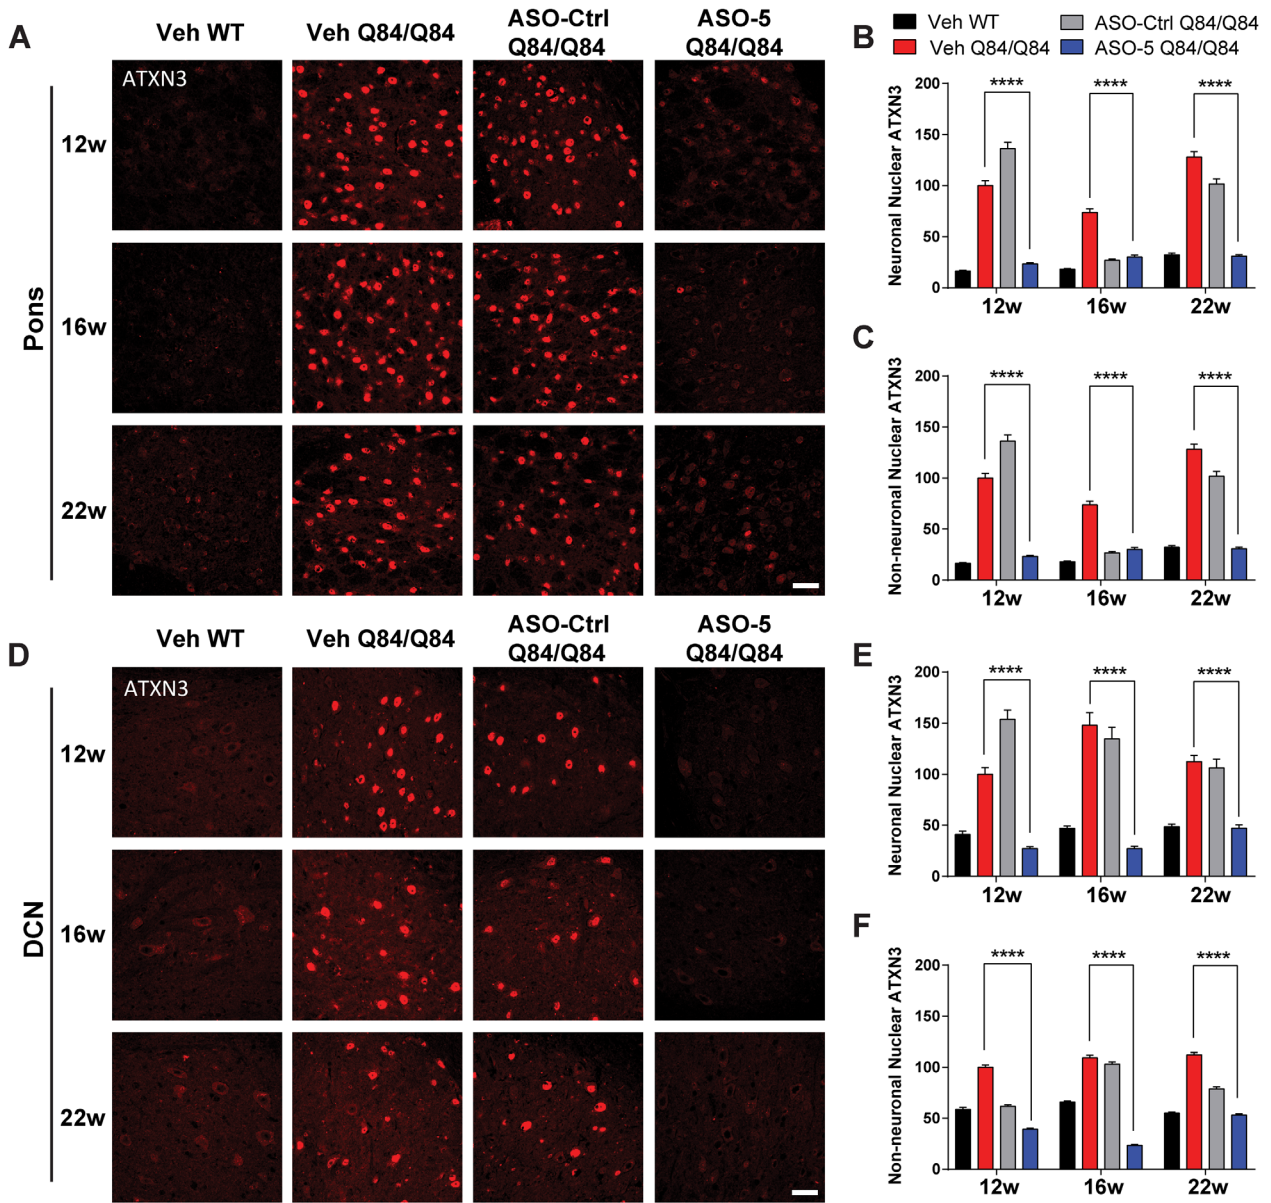 A
Veh WT
Veh Q84/Q84
ASO-Ctrl
Q84/Q84
ASO-5
Q84/Q84
ATXN3
Pons
12w
16w
22w
B
Veh WT
ASO-Ctrl Q84/Q84
Veh Q84/Q84
ASO-5 Q84/Q84
Neuronal Nuclear ATXN3
200
150
100
50
0
****
****
****
12w
16w
22w
C
Non-neuronal Nuclear ATXN3
200
150
100
50
0
****
****
****
12w
16w
22w
D
Veh WT
Veh Q84/Q84
ASO-Ctrl
Q84/Q84
ASO-5
Q84/Q84
ATXN3
DCN
12w
16w
22w
E
Neuronal Nuclear ATXN3
200
150
100
50
0
****
****
****
12w
16w
22w
F
Non-neuronal Nuclear ATXN3
200
150
100
50
0
****
****
****
12w
16w
22w